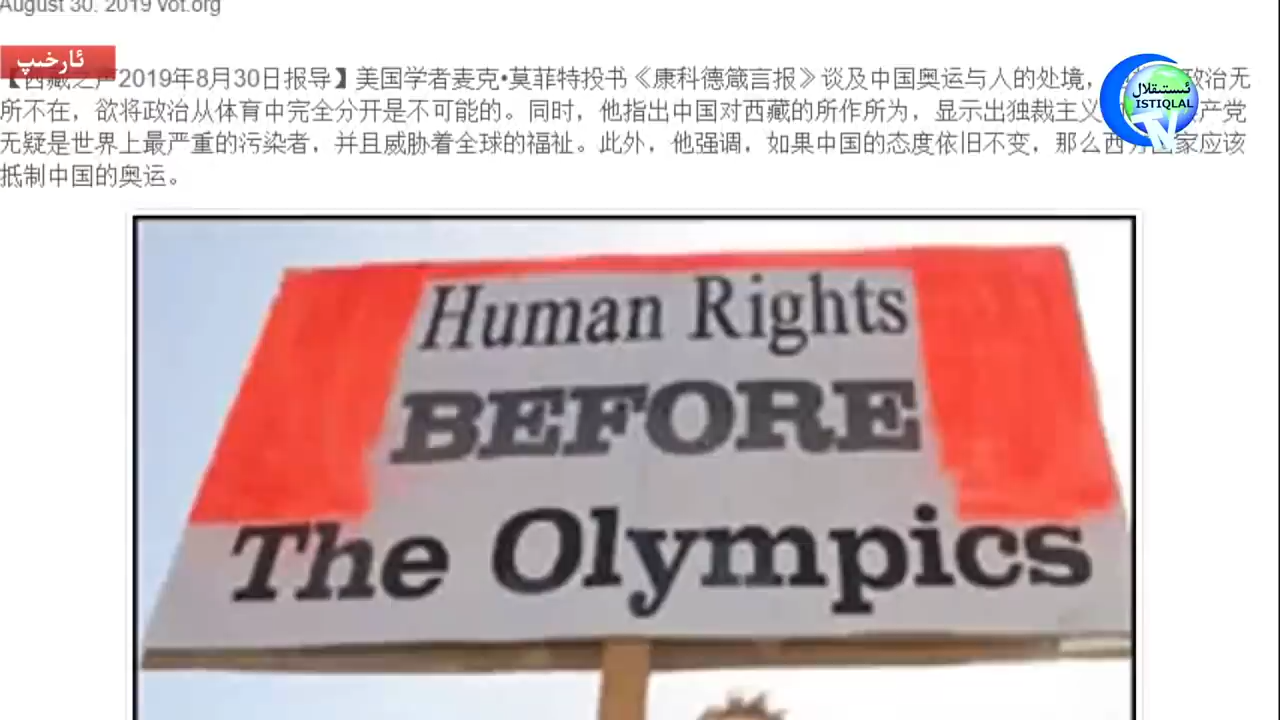 August 30, 2019 vot.org
ئارخىپ
【西藏之声2019年8月30日报导】美国学者麦克•莫菲特投书《康科德箴言报》谈及中国奥运与人的处境，政治无
所不在，欲将政治从体育中完全分开是不可能的。同时，他指出中国对西藏的所作所为，显示出独裁主义 产党
无疑是世界上最严重的污染者，并且威胁着全球的福祉。此外，他强调，如果中国的态度依旧不变，那么西方国家应该
抵制中国的奥运。
ئىستىقلال
ISTIQLAL
TV
Human Rights
BEFORE
The Olympics